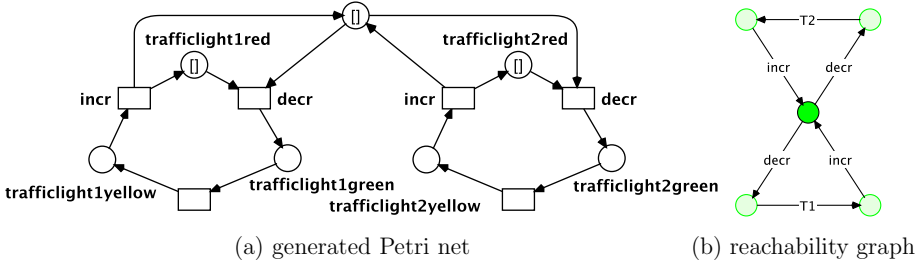 []
trafficlight1red
trafficlight2red
[]
[]
incr
decr
incr
decr
trafficlight1yellow
trafficlight1green
trafficlight2yellow
trafficlight2green
(a) generated Petri net
T2
incr
decr
decr
incr
T1
(b) reachability graph